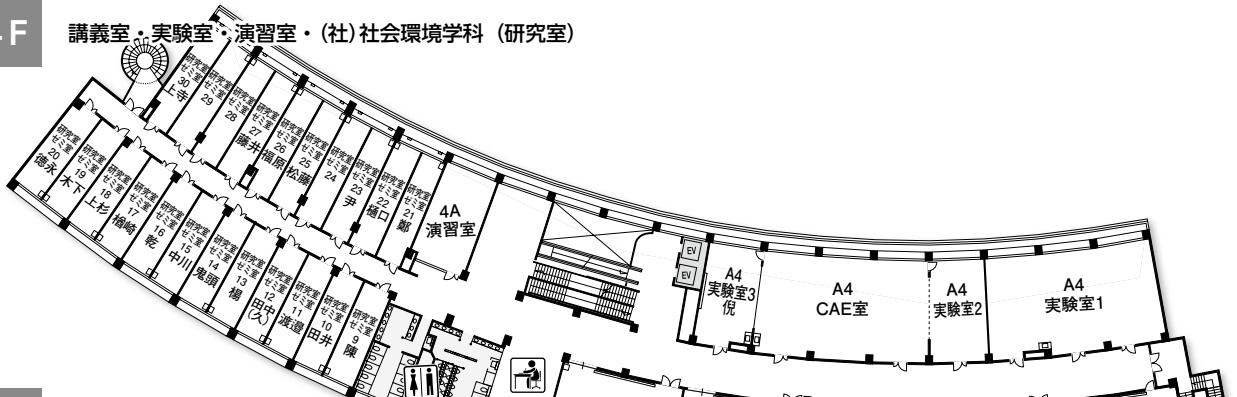 F
講義室・実験室・演習室・(社)社会環境学科（研究室）
研究室
ゼミ室
30
上寺
研究室
ゼミ室
29
研究室
ゼミ室
28
研究室
ゼミ室
27
藤井
研究室
ゼミ室
26
福原
研究室
ゼミ室
25
松藤
研究室
ゼミ室
24
研究室
ゼミ室
23
尹
研究室
ゼミ室
22
樋口
研究室
ゼミ室
21
鄭
4A
演習室
研究室
ゼミ室
20
徳永
研究室
ゼミ室
19
木下
研究室
ゼミ室
18
上杉
研究室
ゼミ室
17
楢崎
研究室
ゼミ室
16
乾
研究室
ゼミ室
15
中川
研究室
ゼミ室
14
鬼頭
研究室
ゼミ室
13
楊
研究室
ゼミ室
12
田中
(久)
研究室
ゼミ室
11
渡邉
研究室
ゼミ室
10
田井
研究室
ゼミ室
9
陳
EV
EV
A4
実験室3
倪
A4
CAE室
A4
実験室2
A4
実験室1